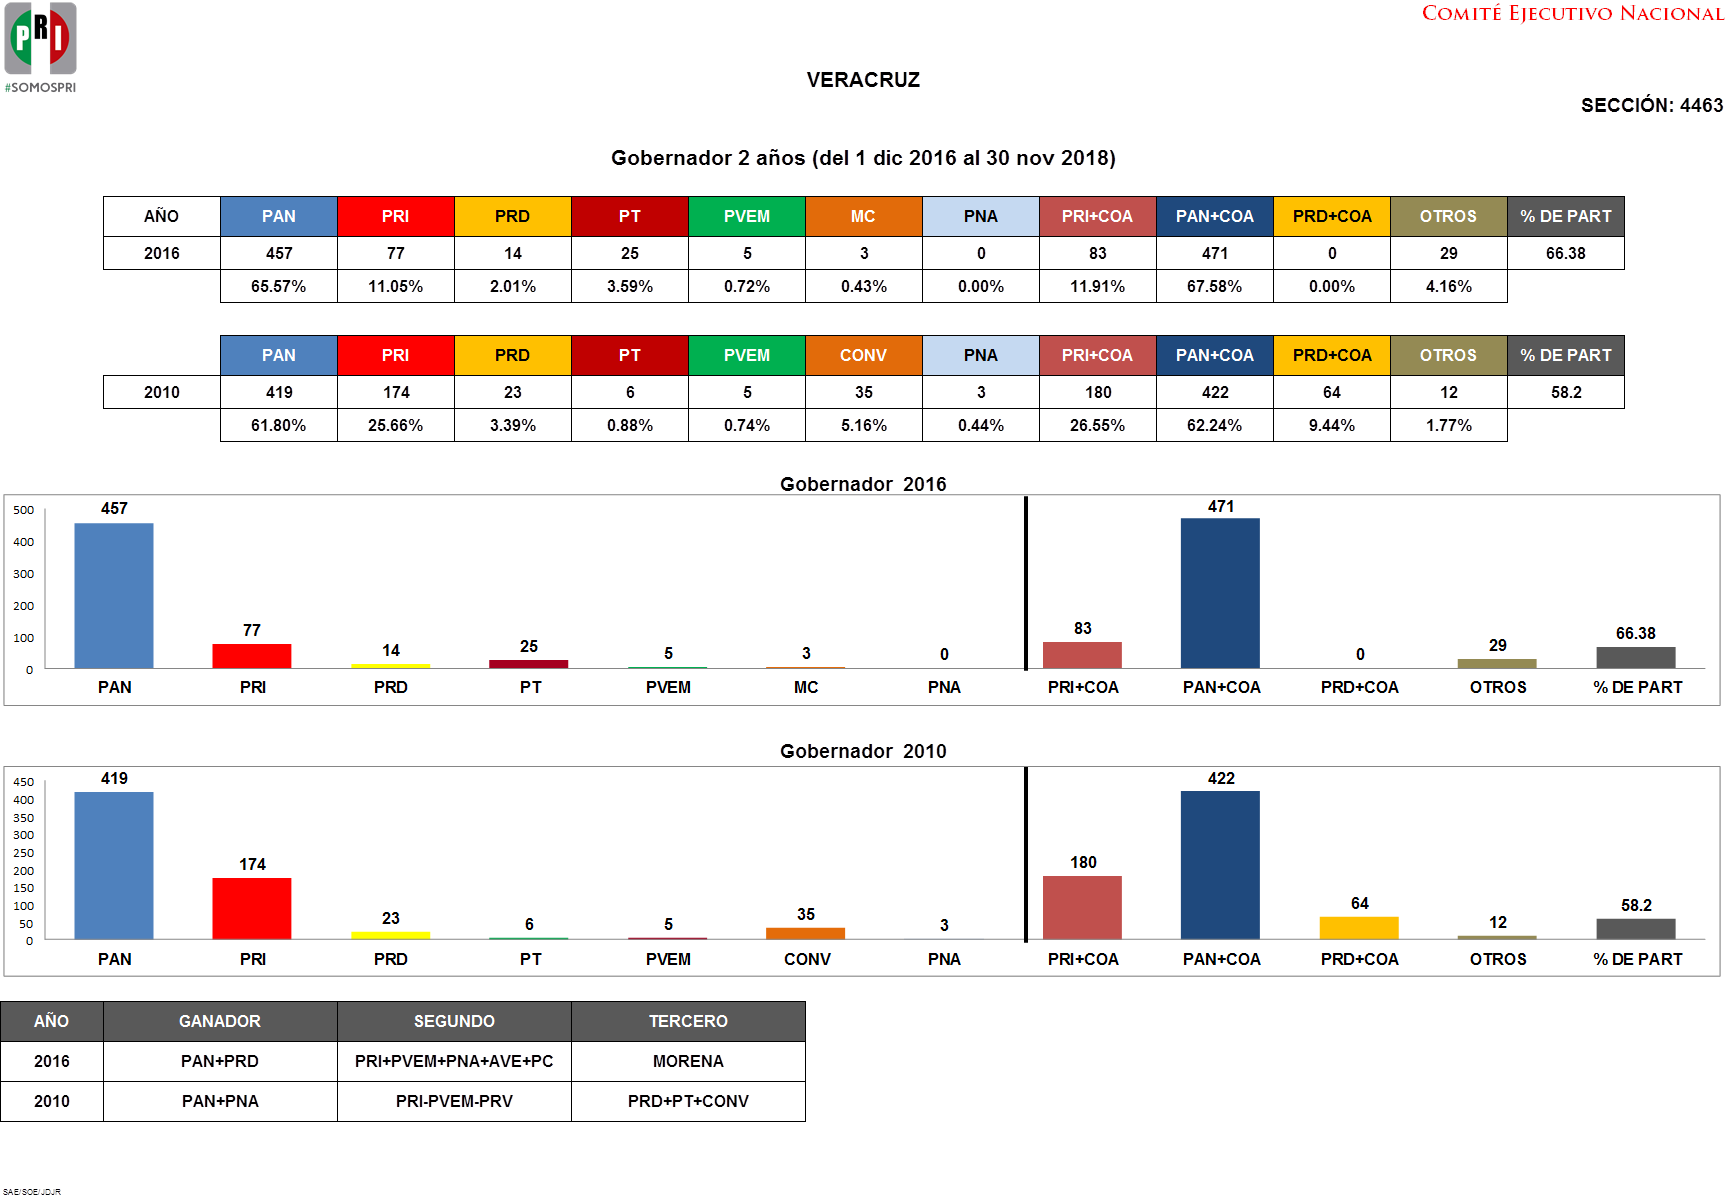 PRI
#SOMOSPRI
COMITÉ EJECUTIVO NACIONAL
VERACRUZ
SECCIÓN: 4463
Gobernador 2 años (del 1 dic 2016 al 30 nov 2018)
AÑO PAN PRI PRD PT PVEM MC PNA PRI+COA PAN+COA PRD+COA OTROS % DE PART
2016 457 77 14 25 5 3 0 83 471 0 29 66.38
65.57% 11.05% 2.01% 3.59% 0.72% 0.43% 0.00% 11.91% 67.58% 0.00% 4.16%
PAN PRI PRD PT PVEM CONV PNA PRI+COA PAN+COA PRD+COA OTROS % DE PART
2010 419 174 23 6 5 35 3 180 422 64 12 58.2
61.80% 25.66% 3.39% 0.88% 0.74% 5.16% 0.44% 26.55% 62.24% 9.44% 1.77%
Gobernador 2016
500
400
300
200
100
0
457 77 14 25 5 3 0 83 471 0 29 66.38
PAN PRI PRD PT PVEM MC PNA PRI+COA PAN+COA PRD+COA OTROS % DE PART
Gobernador 2010
450
400
350
300
250
200
150
100
50
0
419 174 23 6 5 35 3 180 422 64 12 58.2
PAN PRI PRD PT PVEM CONV PNA PRI+COA PAN+COA PRD+COA OTROS % DE PART
AÑO GANADOR SEGUNDO TERCERO
2016 PAN+PRD PRI+PVEM+PNA+AVE+PC MORENA
2010 PAN+PNA PRI-PVEM-PRV PRD+PT+CONV
SAE/SOE/JDJR